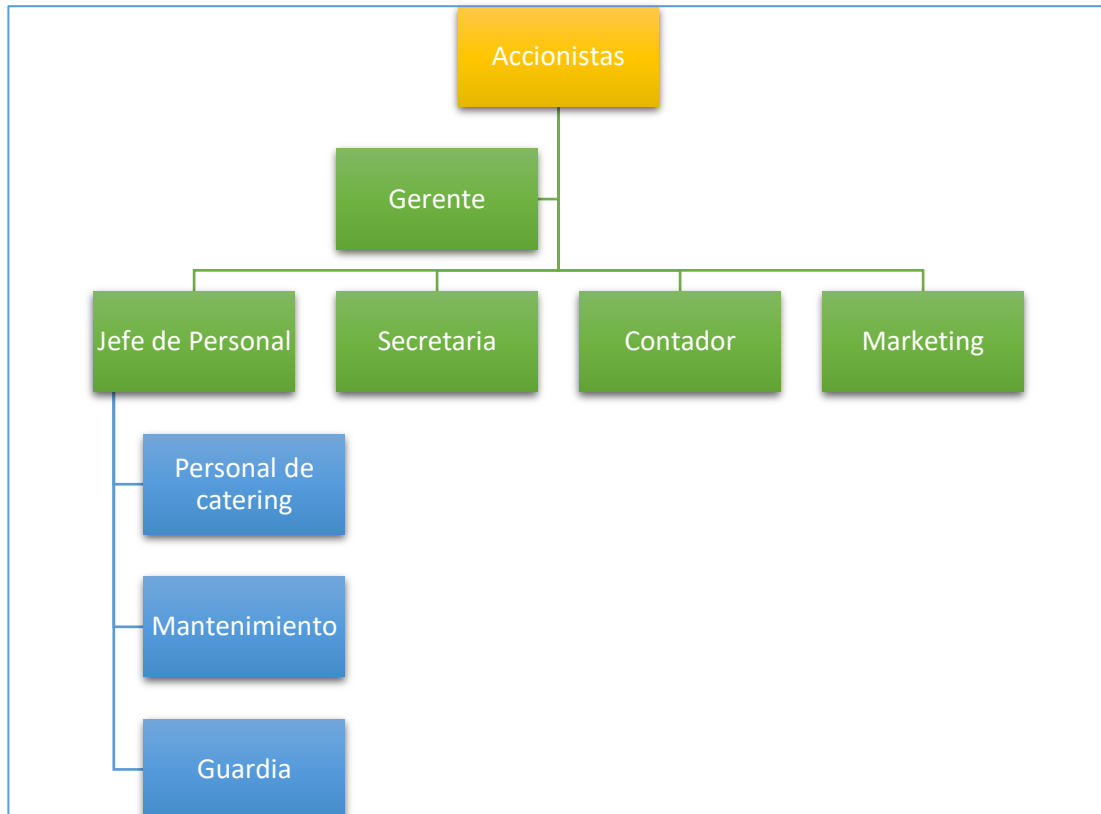 Accionistas
Gerente
Jefe de Personal
Secretaria
Contador
Marketing
Personal de
catering
Mantenimiento
Guardia